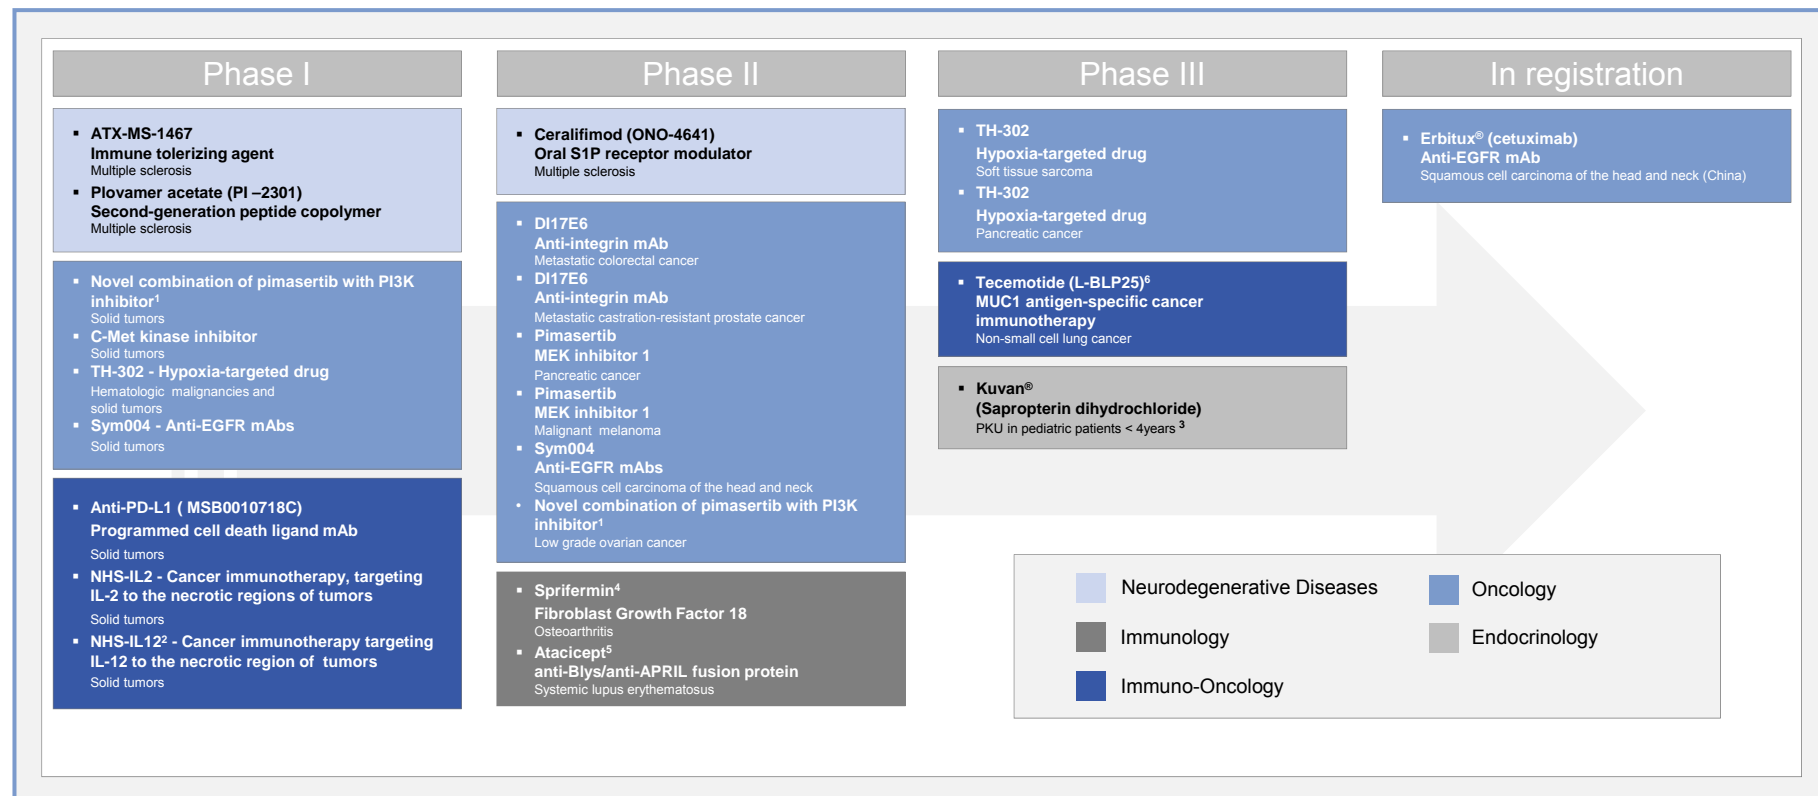 Phase I
▪ ATX-MS-1467
Immune tolerizing agent
Multiple sclerosis
▪ Plovamer acetate (PI –2301)
Second-generation peptide copolymer
Multiple sclerosis
▪ Novel combination of pimasertib with PI3K
inhibitor¹
Solid tumors
▪ C-Met kinase inhibitor
Solid tumors
▪ TH-302 - Hypoxia-targeted drug
Hematologic malignancies and
solid tumors
▪ Sym004 - Anti-EGFR mAbs
Solid tumors
▪ Anti-PD-L1 ( MSB0010718C)
Programmed cell death ligand mAb
Solid tumors
▪ NHS-IL2 - Cancer immunotherapy, targeting
IL-2 to the necrotic regions of tumors
Solid tumors
▪ NHS-IL12² - Cancer immunotherapy targeting
IL-12 to the necrotic region of tumors
Solid tumors
Phase II
▪ Ceralifimod (ONO-4641)
Oral S1P receptor modulator
Multiple sclerosis
▪ DI17E6
Anti-integrin mAb
Metastatic colorectal cancer
▪ DI17E6
Anti-integrin mAb
Metastatic castration-resistant prostate cancer
▪ Pimasertib
MEK inhibitor 1
Pancreatic cancer
▪ Pimasertib
MEK inhibitor 1
Malignant melanoma
▪ Sym004
Anti-EGFR mAbs
Squamous cell carcinoma of the head and neck
• Novel combination of pimasertib with PI3K
inhibitor¹
Low grade ovarian cancer
▪ Sprifermin⁴
Fibroblast Growth Factor 18
Osteoarthritis
▪ Atacicept⁵
anti-Blys/anti-APRIL fusion protein
Systemic lupus erythematosus
Phase III
▪ TH-302
Hypoxia-targeted drug
Soft tissue sarcoma
▪ TH-302
Hypoxia-targeted drug
Pancreatic cancer
▪ Tecemotide (L-BLP25)⁶
MUC1 antigen-specific cancer
immunotherapy
Non-small cell lung cancer
▪ Kuvan®
(Sapropterin dihydrochloride)
PKU in pediatric patients < 4years ³
In registration
▪ Erbitux® (cetuximab)
Anti-EGFR mAb
Squamous cell carcinoma of the head and neck (China)
Neurodegenerative Diseases
Immunology
Immuno-Oncology
Oncology
Endocrinology